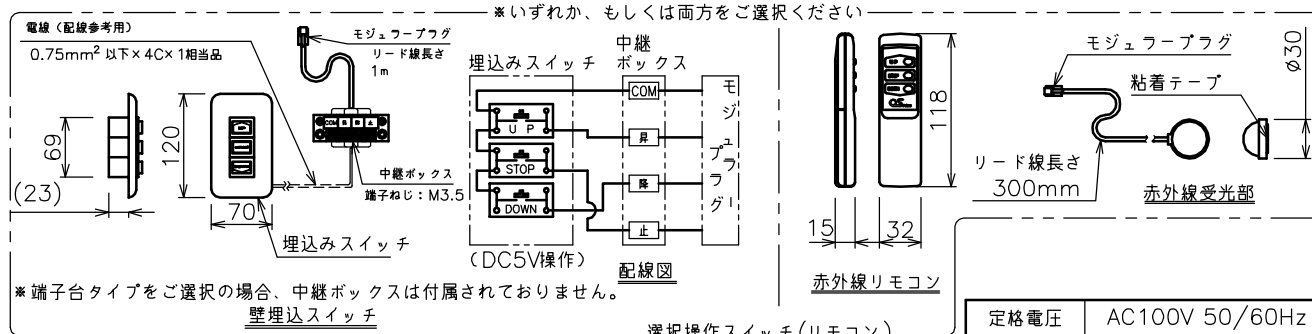 ※いずれか、もしくは両方をご選択ください
電線（配線参考用）
0.75mm² 以下×4C×1相当品
モジュラープラグ
リード線長さ
1m
69
120
(23)
70
COM 昇 降 止
中継ボックス
端子ねじ：M3.5
埋込みスイッチ
※端子台タイプをご選択の場合、中継ボックスは付属されておりません。
壁埋込スイッチ
埋込みスイッチ
中継
ボックス
COM
UP
昇
STOP
降
DOWN
止
モジュラープラグ
(DC5V操作)
配線図
118
15
32
赤外線リモコン
モジュラープラグ
粘着テープ
ø30
リード線長さ
300mm
赤外線受光部
選択操作スイッチ(リモコン)
定格電圧 AC100V 50/60Hz